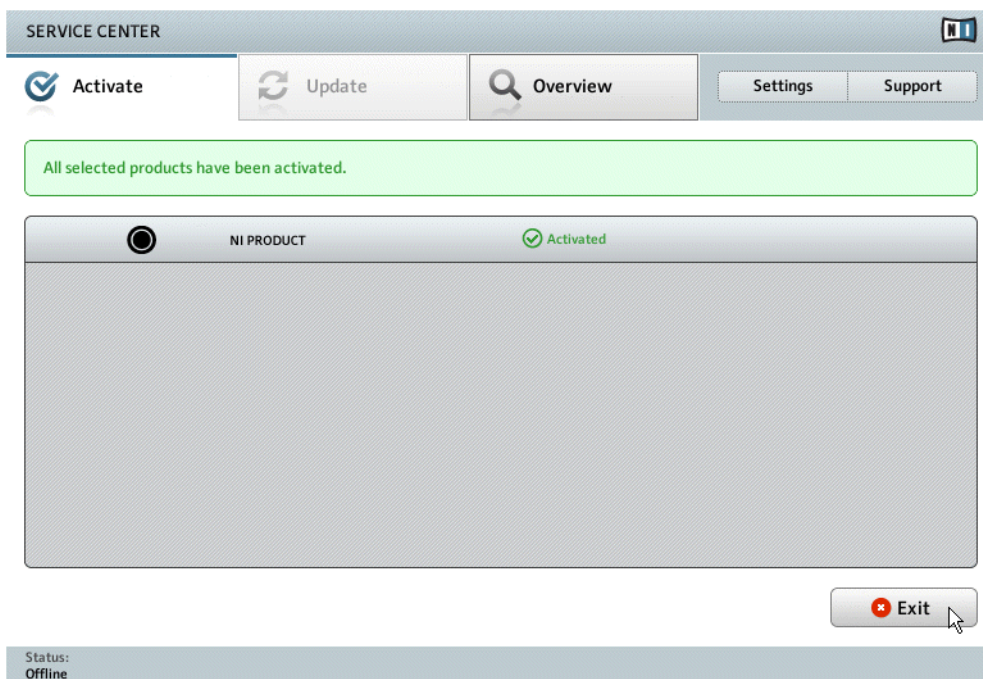 SERVICE CENTER
NI
Activate
Update
Overview
Settings
Support
All selected products have been activated.
NI PRODUCT
Activated
Exit
Status:
Offline